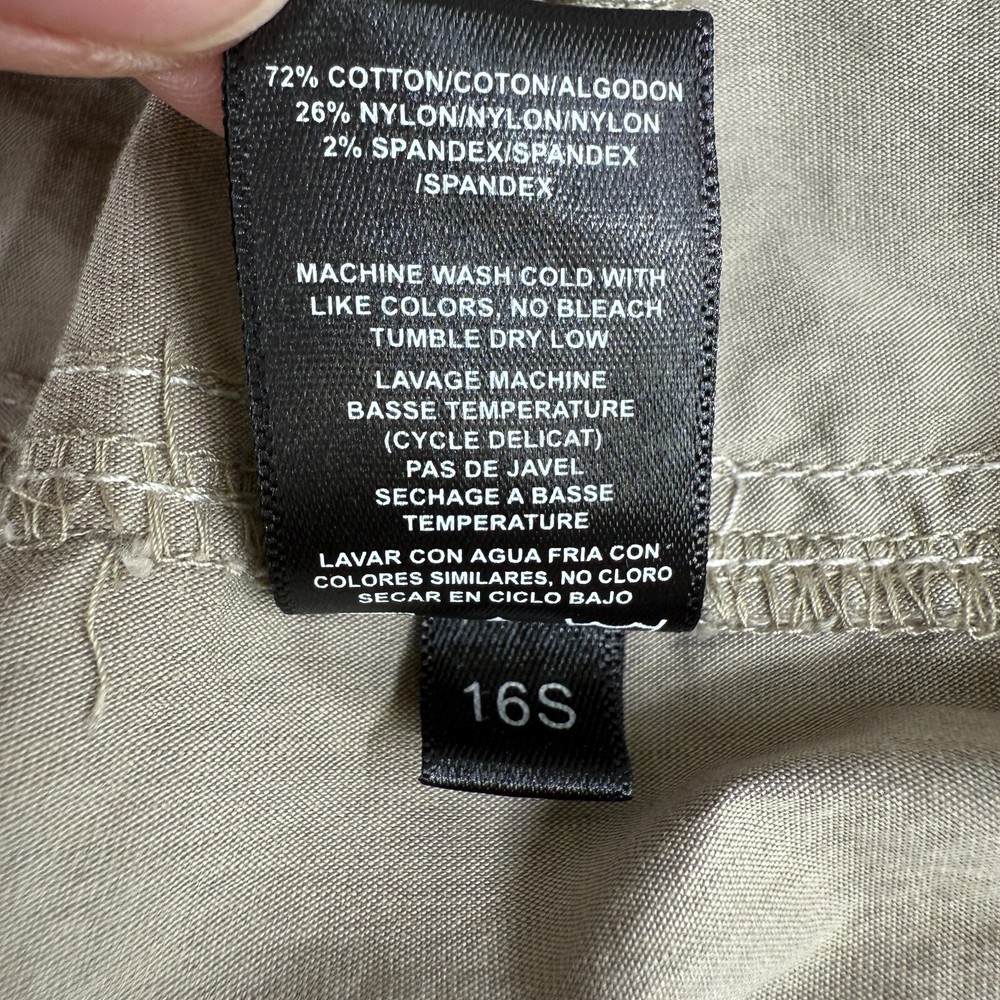 72% COTTON/COTON/ALGODON
26% NYLON/NYLON/NYLON
2% SPANDEX/SPANDEX
/SPANDEX
MACHINE WASH COLD WITH
LIKE COLORS, NO BLEACH
TUMBLE DRY LOW
LAVAGE MACHINE
BASSE TEMPERATURE
(CYCLE DELICAT)
PAS DE JAVEL
SECHAGE A BASSE
TEMPERATURE
LAVAR CON AGUA FRIA CON
COLORES SIMILARES, NO CLORO
SECAR EN CICLO BAJO
16S